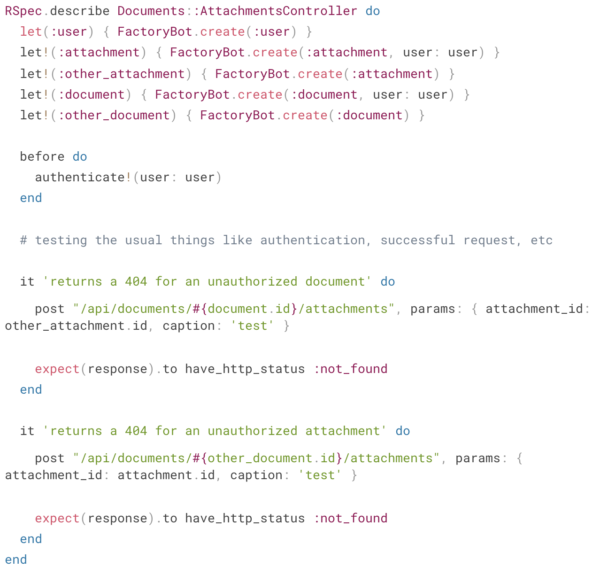 RSpec.describe Documents::AttachmentsController do
  let(:user) { FactoryBot.create(:user) }
  let!(:attachment) { FactoryBot.create(:attachment, user: user) }
  let!(:other_attachment) { FactoryBot.create(:attachment) }
  let!(:document) { FactoryBot.create(:document, user: user) }
  let!(:other_document) { FactoryBot.create(:document) }

  before do
    authenticate!(user: user)
  end

  # testing the usual things like authentication, successful request, etc

  it 'returns a 404 for an unauthorized document' do
    post "/api/documents/#{document.id}/attachments", params: { attachment_id:
other_attachment.id, caption: 'test' }

    expect(response).to have_http_status :not_found
  end

  it 'returns a 404 for an unauthorized attachment' do
    post "/api/documents/#{other_document.id}/attachments", params: {
attachment_id: attachment.id, caption: 'test' }

    expect(response).to have_http_status :not_found
  end
end